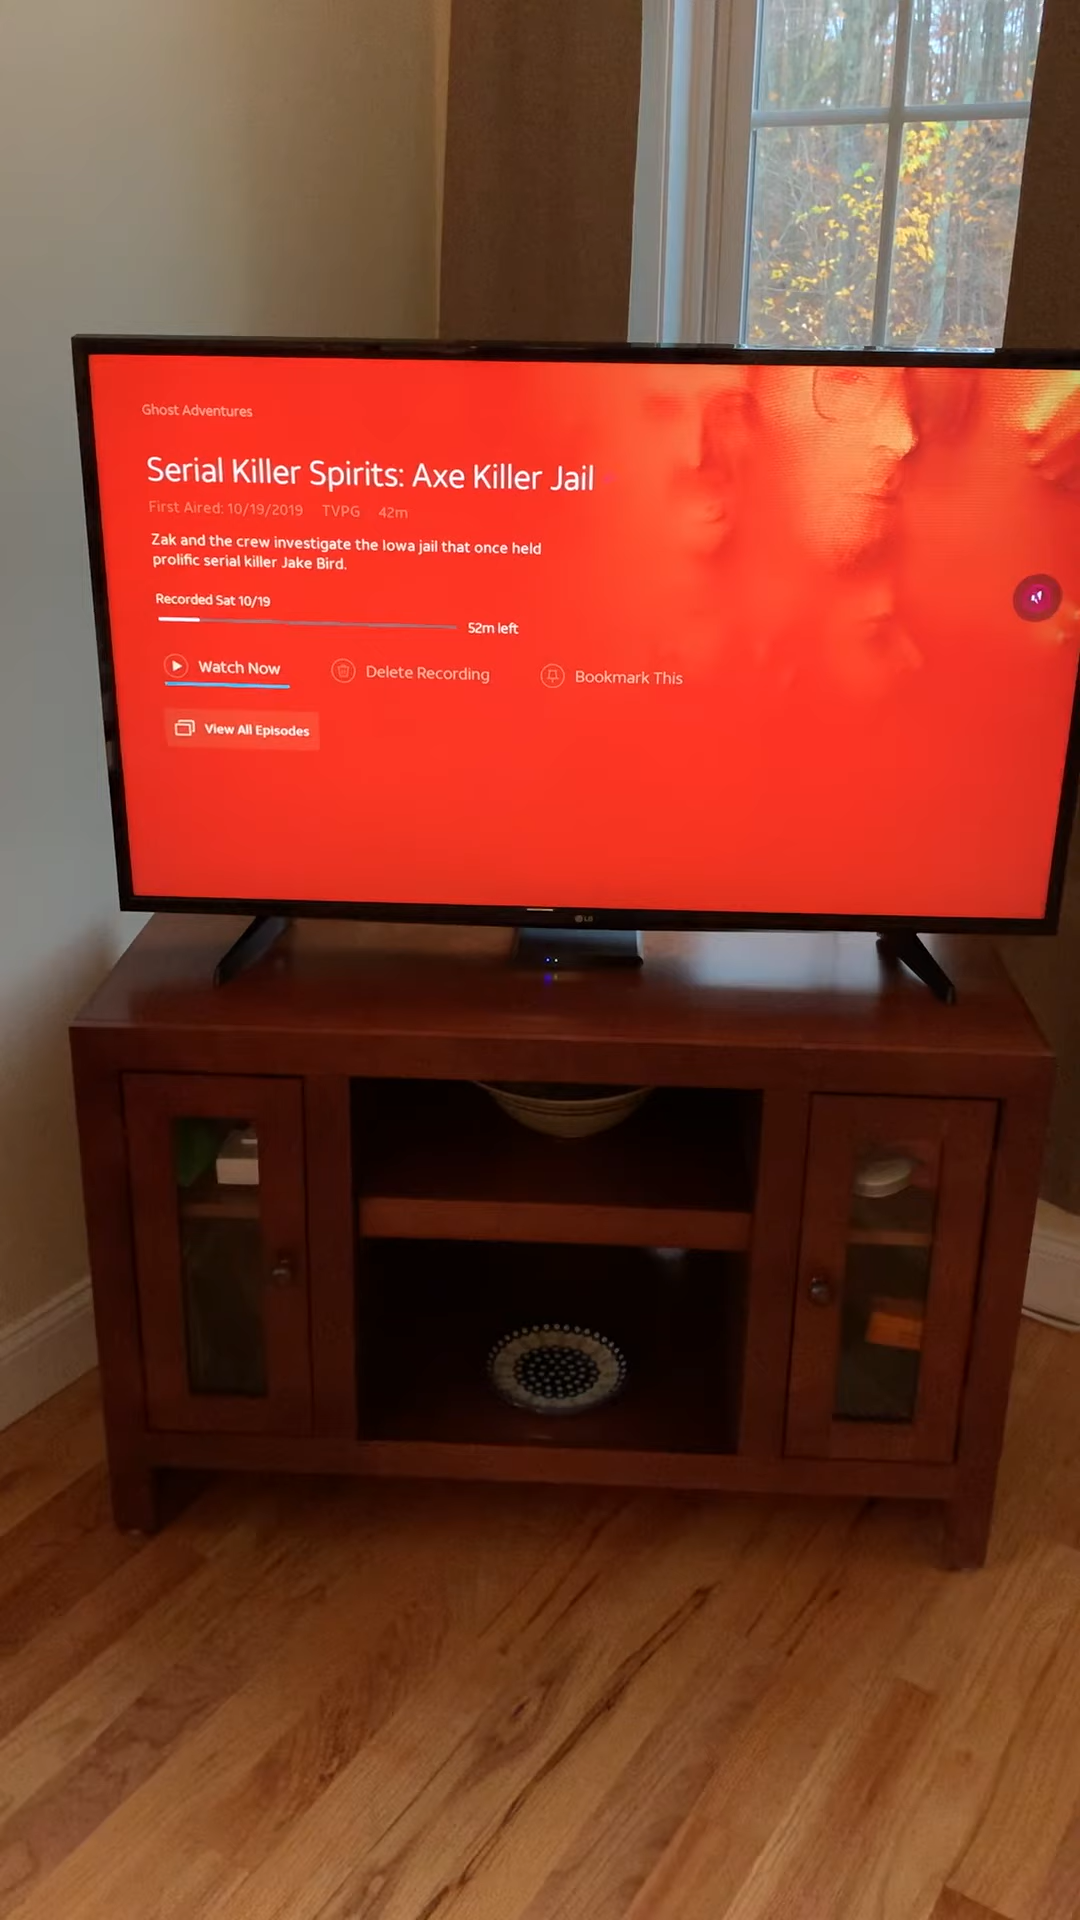 Ghost Adventures
Serial Killer Spirits: Axe Killer Jail
First Aired: 10/19/2019 TVPG 42m
Zak and the crew investigate the Iowa jail that once held
prolific serial killer Jake Bird.
Recorded Sat 10/19
52m left
Watch Now Delete Recording Bookmark This
View All Episodes
LG